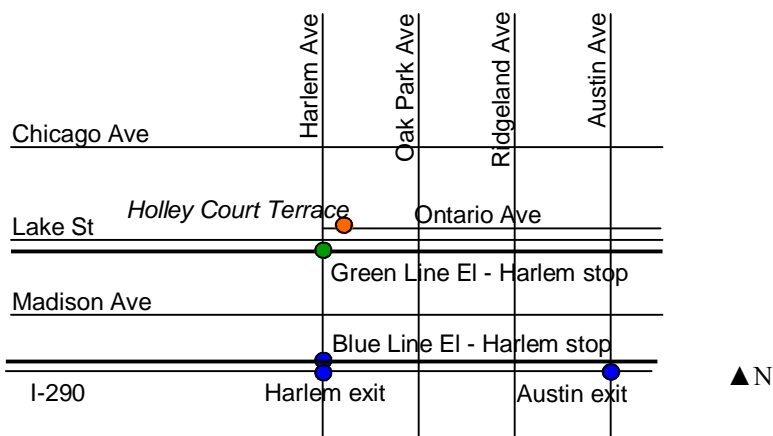 Harlem Ave
Oak Park Ave
Ridgeland Ave
Austin Ave
Chicago Ave
Holley Court Terrace
Ontario Ave
Lake St
Green Line El - Harlem stop
Madison Ave
Blue Line El - Harlem stop
I-290
Harlem exit
Austin exit
N